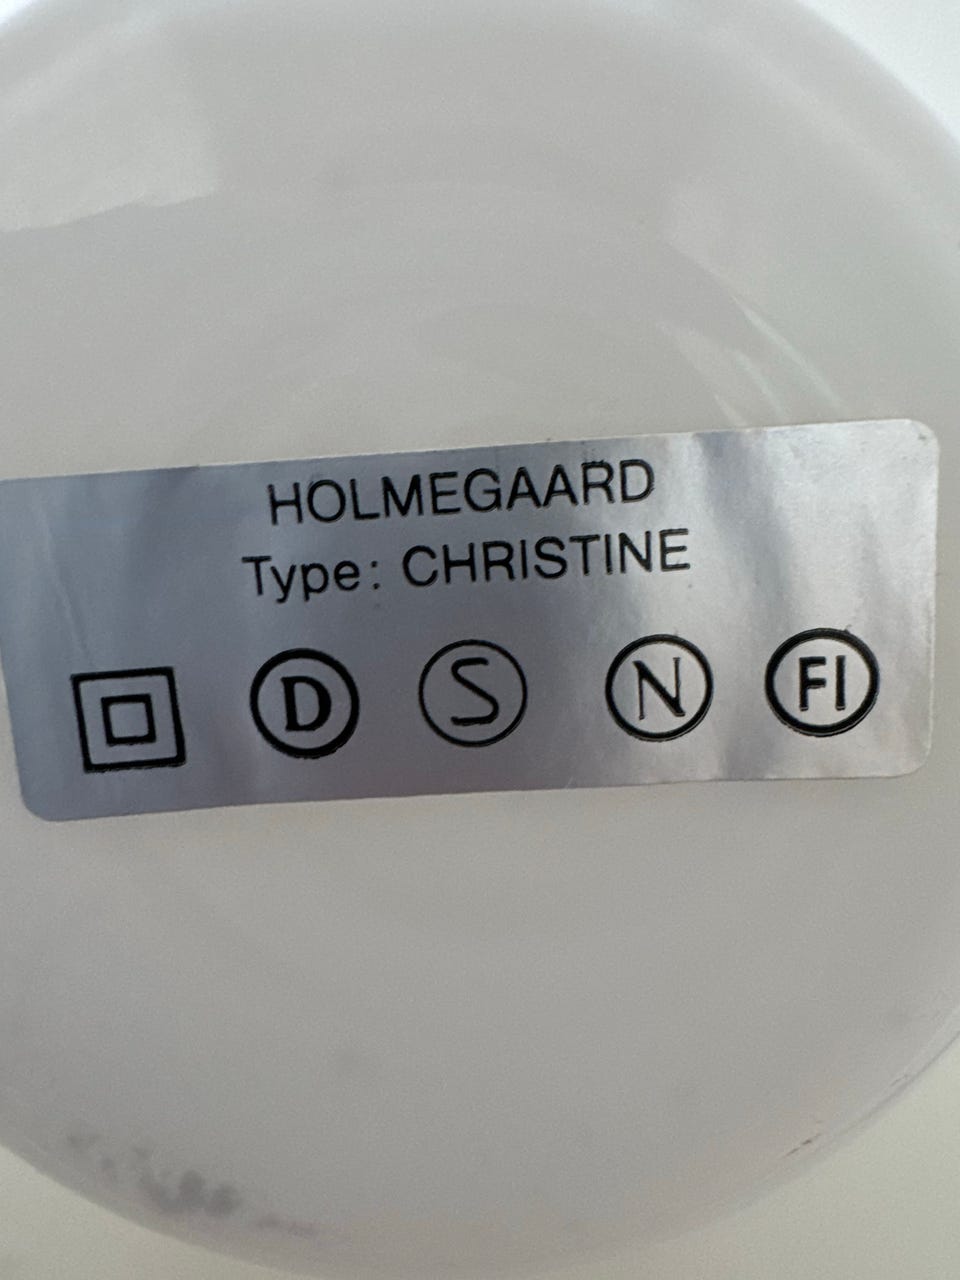 HOLMEGAARD
Type: CHRISTINE
D S N FI